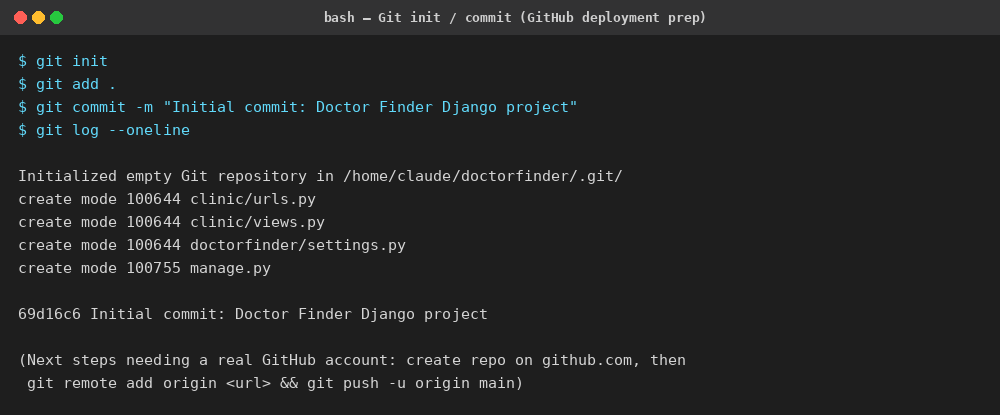 bash — Git init / commit (GitHub deployment prep)
$ git init
$ git add .
$ git commit -m "Initial commit: Doctor Finder Django project"
$ git log --oneline
Initialized empty Git repository in /home/claude/doctorfinder/.git/
create mode 100644 clinic/urls.py
create mode 100644 clinic/views.py
create mode 100644 doctorfinder/settings.py
create mode 100755 manage.py
69d16c6 Initial commit: Doctor Finder Django project
(Next steps needing a real GitHub account: create repo on github.com, then
git remote add origin <url> && git push -u origin main)